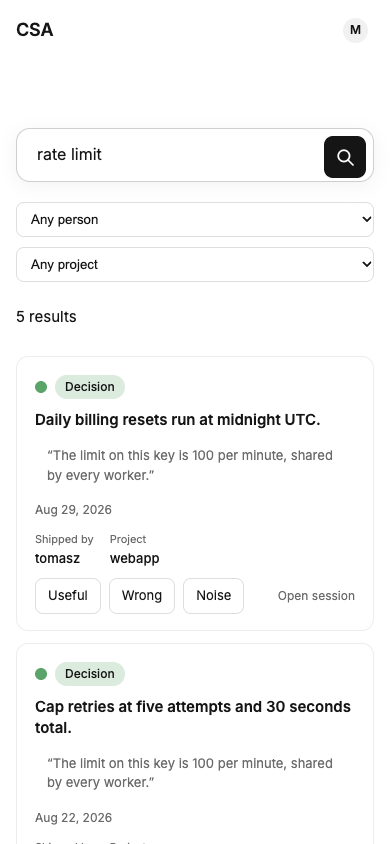 CSA
M
rate limit
Any person
Any project
5 results
Decision
Daily billing resets run at midnight UTC.
“The limit on this key is 100 per minute, shared
by every worker.”
Aug 29, 2026
Shipped by Project
tomasz webapp
Useful Wrong Noise Open session
Decision
Cap retries at five attempts and 30 seconds
total.
“The limit on this key is 100 per minute, shared
by every worker.”
Aug 22, 2026